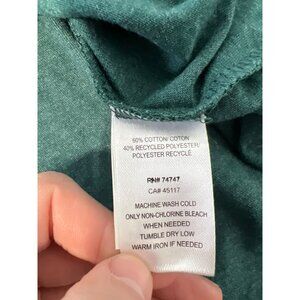 60% COTTON/ COTON
40% RECYCLED POLYESTER/
POLYESTER RECYCLÉ
RN# 74747
CA# 45117
MACHINE WASH COLD
ONLY NON-CHLORINE BLEACH
WHEN NEEDED
TUMBLE DRY LOW
WARM IRON IF NEEDED